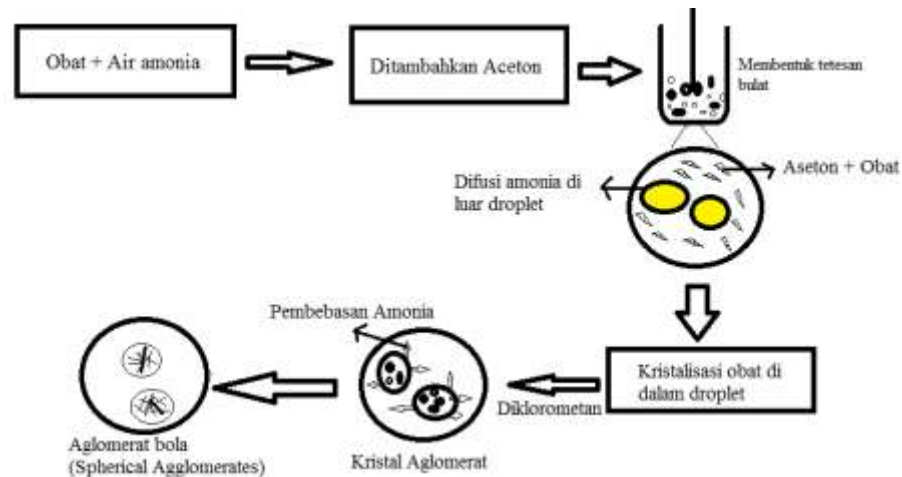 Obat + Air amonia
Ditambahkan Aceton
Membentuk tetesan
bulat
Aseton + Obat
Difusi amonia di
luar droplet
Kristalisasi obat di
dalam droplet
Diklorometan
Pembebasan Amonia
Kristal Aglomerat
Aglomerat bola
(Spherical Agglomerates)